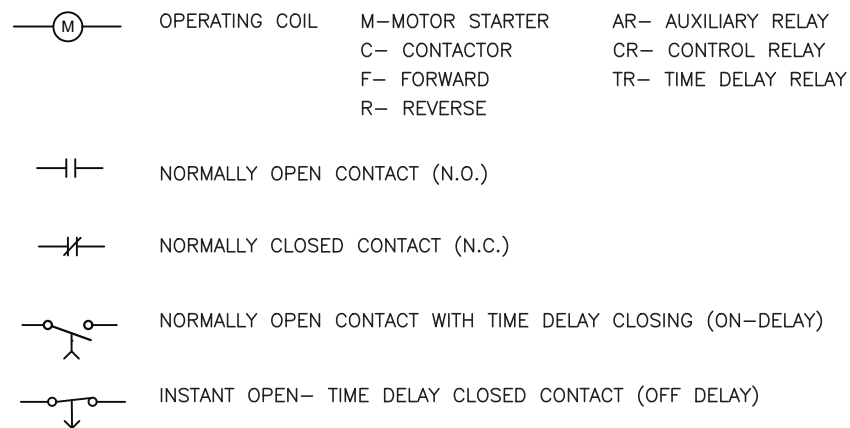 M OPERATING COIL M-MOTOR STARTER AR- AUXILIARY RELAY
C- CONTACTOR CR- CONTROL RELAY
F- FORWARD TR- TIME DELAY RELAY
R- REVERSE
NORMALLY OPEN CONTACT (N.O.)
NORMALLY CLOSED CONTACT (N.C.)
NORMALLY OPEN CONTACT WITH TIME DELAY CLOSING (ON-DELAY)
INSTANT OPEN- TIME DELAY CLOSED CONTACT (OFF DELAY)